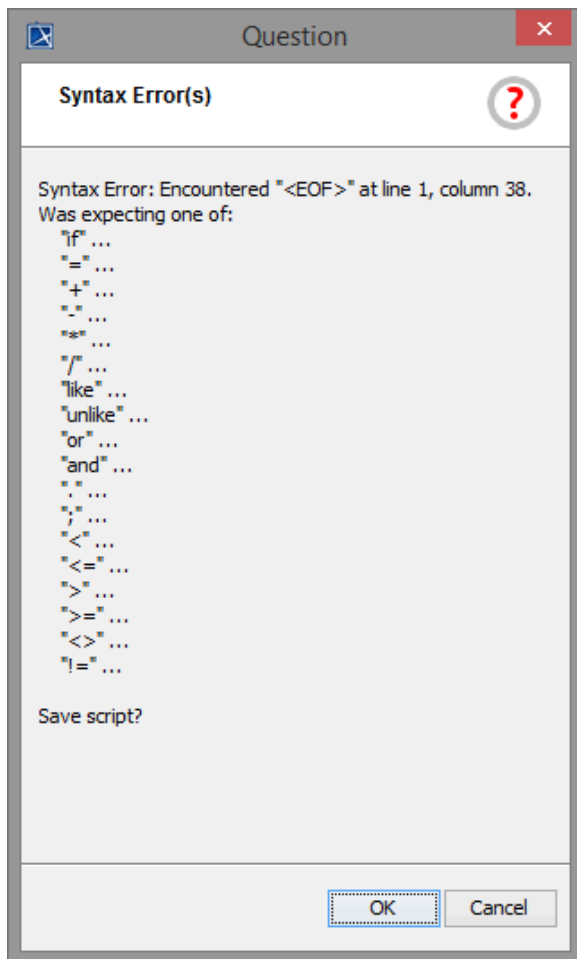 Question
Syntax Error(s)
Syntax Error: Encountered "<EOF>" at line 1, column 38.
Was expecting one of:
"if" ...
"=" ...
"+" ...
"-" ...
"*" ...
"/" ...
"like" ...
"unlike" ...
"or" ...
"and" ...
"." ...
";" ...
"<" ...
"<=" ...
">" ...
">=" ...
"<>" ...
"!=" ...
Save script?
OK
Cancel